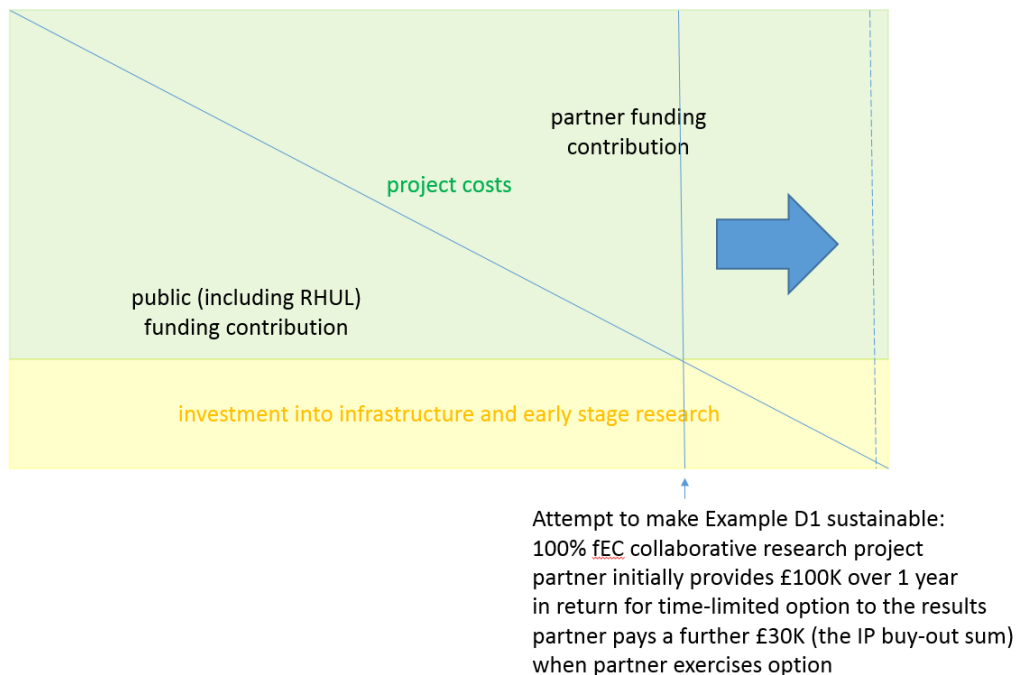 partner funding
contribution
project costs
public (including RHUL)
funding contribution
investment into infrastructure and early stage research
Attempt to make Example D1 sustainable:
100% fEC collaborative research project
partner initially provides £100K over 1 year
in return for time-limited option to the results
partner pays a further £30K (the IP buy-out sum)
when partner exercises option